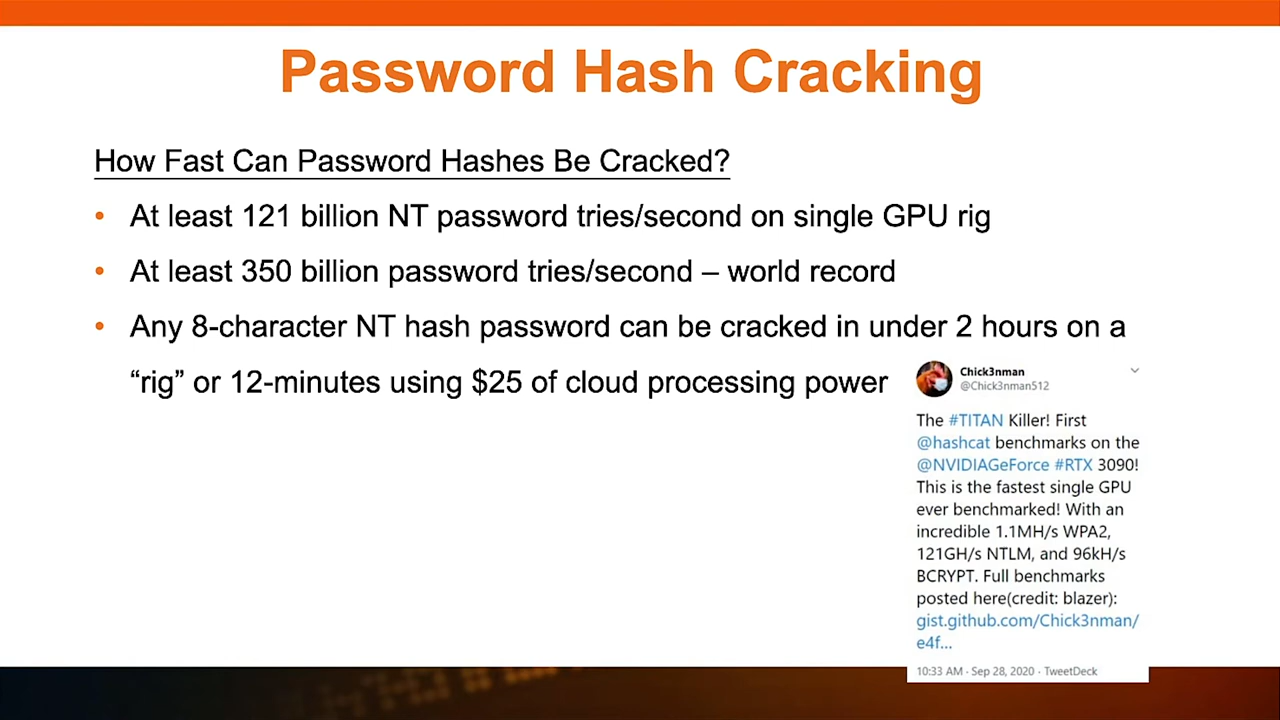 Password Hash Cracking
How Fast Can Password Hashes Be Cracked?
• At least 121 billion NT password tries/second on single GPU rig
• At least 350 billion password tries/second – world record
• Any 8-character NT hash password can be cracked in under 2 hours on a
“rig” or 12-minutes using $25 of cloud processing power
Chick3nman
@Chick3nman512
The #TITAN Killer! First
@hashcat benchmarks on the
@NVIDIAGeForce #RTX 3090!
This is the fastest single GPU
ever benchmarked! With an
incredible 1.1MH/s WPA2,
121GH/s NTLM, and 96kH/s
BCRYPT. Full benchmarks
posted here(credit: blazer):
gist.github.com/Chick3nman/
e4f...
10:33 AM · Sep 28, 2020 · TweetDeck